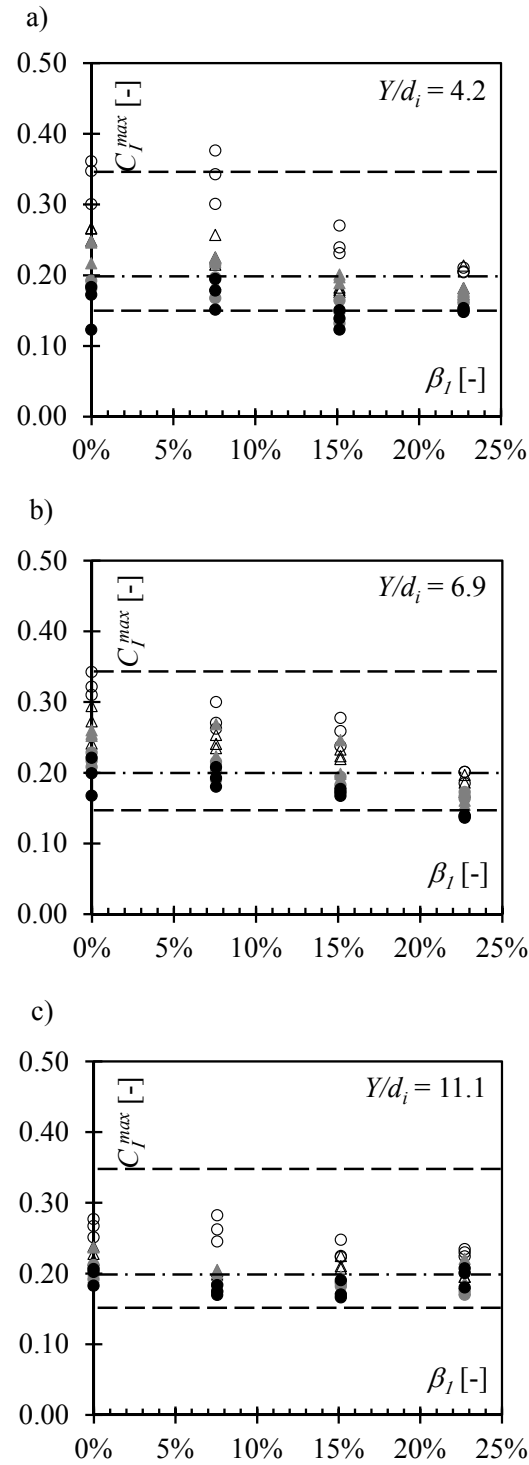 a)
0.50
Y/d_i = 4.2
C_I^max [-]
0.40
0.30
0.20
0.10
β_1 [-]
0.00
0% 5% 10% 15% 20% 25%
b)
0.50
Y/d_i = 6.9
C_I^max [-]
0.40
0.30
0.20
0.10
β_1 [-]
0.00
0% 5% 10% 15% 20% 25%
c)
0.50
Y/d_i = 11.1
C_I^max [-]
0.40
0.30
0.20
0.10
β_1 [-]
0.00
0% 5% 10% 15% 20% 25%